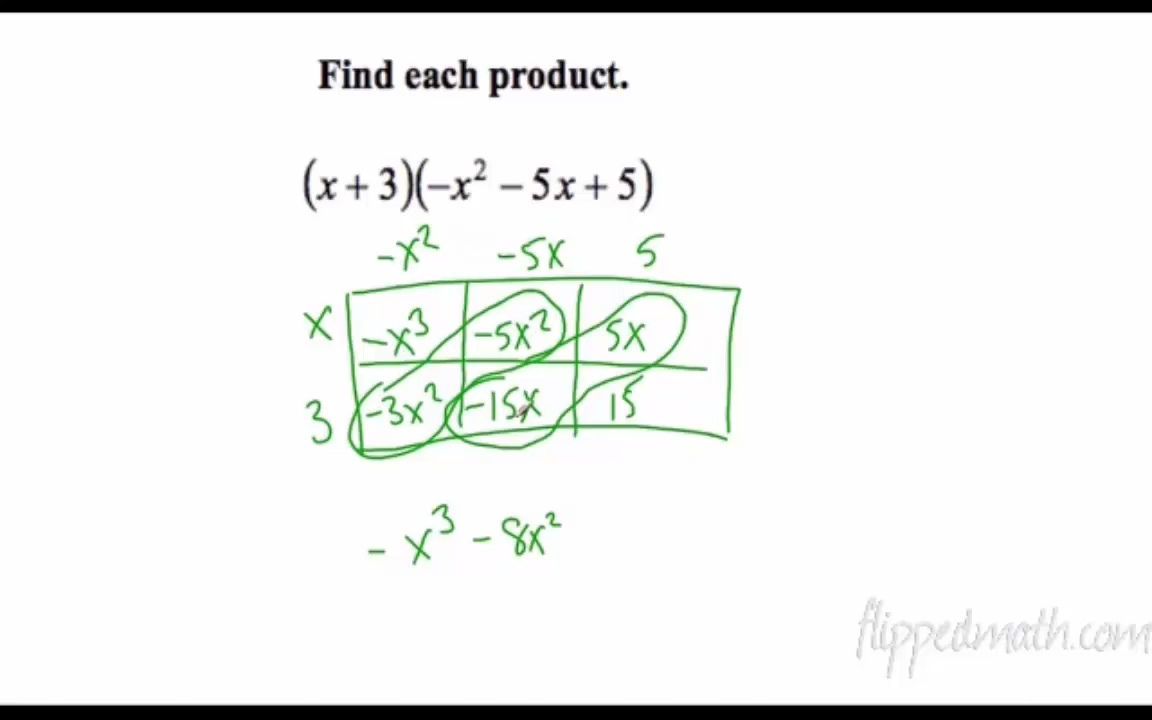 Find each product.
(x + 3)(−x² − 5x + 5)
-x² -5x 5
x -x³ -5x² 5x
3 -3x² -15x 15
- x³ - 8x²
flippedmath.com